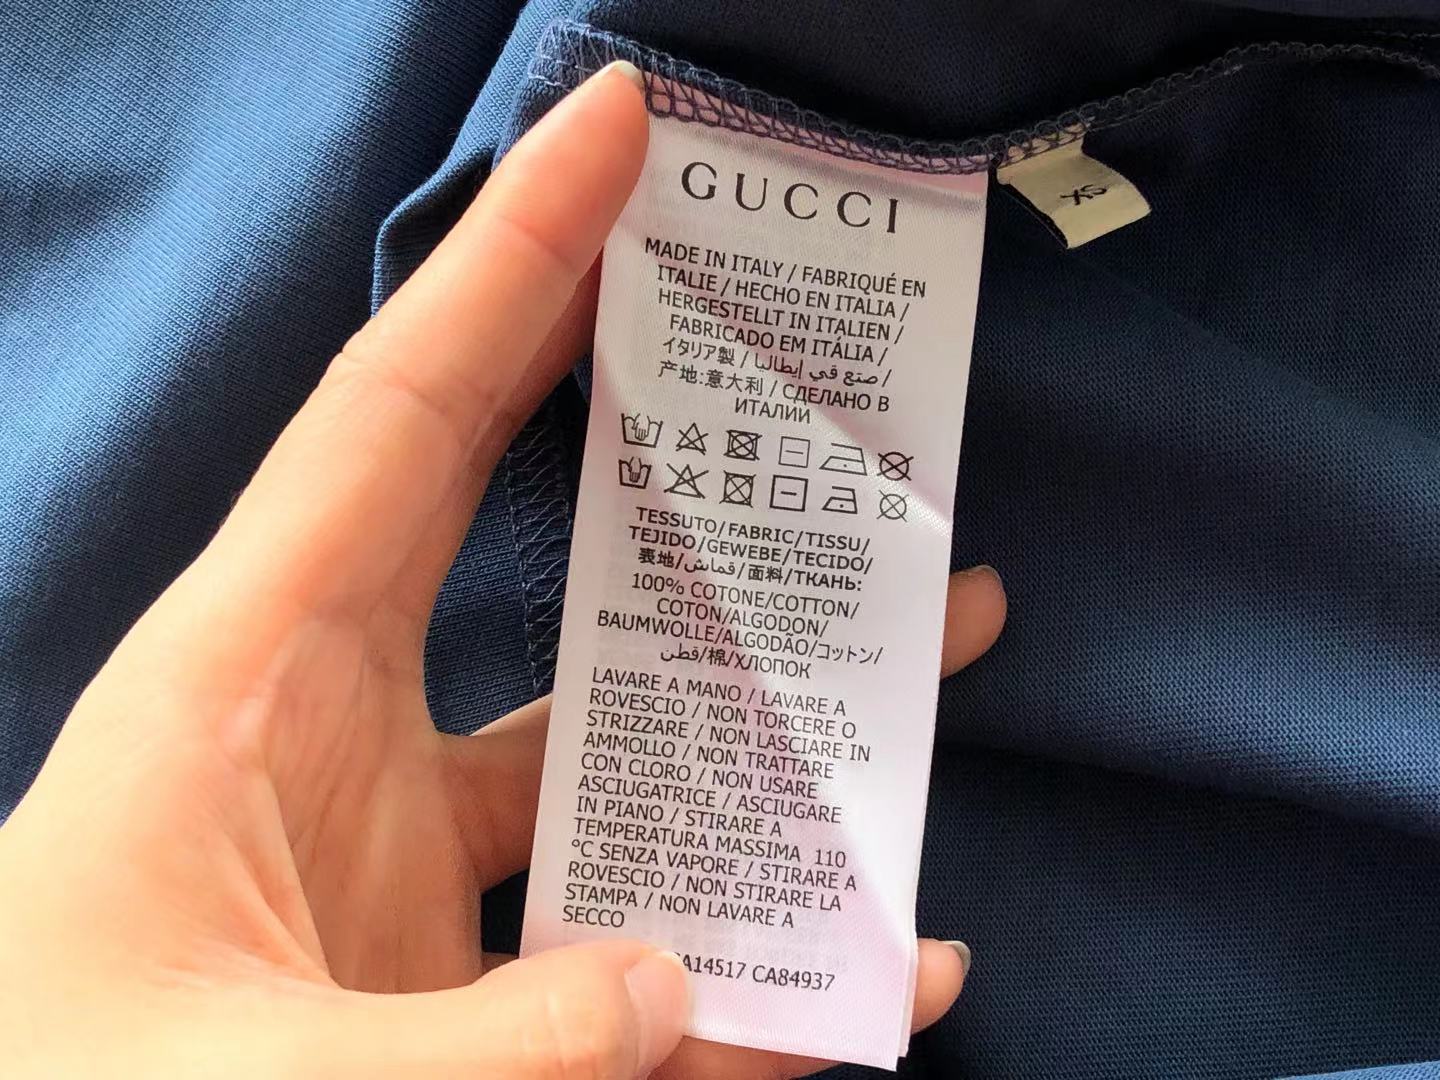 GUCCI
XS
MADE IN ITALY / FABRIQUÉ EN
ITALIE / HECHO EN ITALIA /
HERGESTELLT IN ITALIEN /
FABRICADO EM ITÁLIA /
イタリア製 / صنع في إيطاليا /
产地:意大利 / СДЕЛАНО В
ИТАЛИИ
TESSUTO/FABRIC/TISSU/
TEJIDO/GEWEBE/TECIDO/
表地/قماش/面料/ТКАНЬ:
100% COTONE/COTTON/
COTON/ALGODON/
BAUMWOLLE/ALGODÃO/コットン/
قطن/棉/ХЛОПОК
LAVARE A MANO / LAVARE A
ROVESCIO / NON TORCERE O
STRIZZARE / NON LASCIARE IN
AMMOLLO / NON TRATTARE
CON CLORO / NON USARE
ASCIUGATRICE / ASCIUGARE
IN PIANO / STIRARE A
TEMPERATURA MASSIMA 110
°C SENZA VAPORE / STIRARE A
ROVESCIO / NON STIRARE LA
STAMPA / NON LAVARE A
SECCO
CA84937